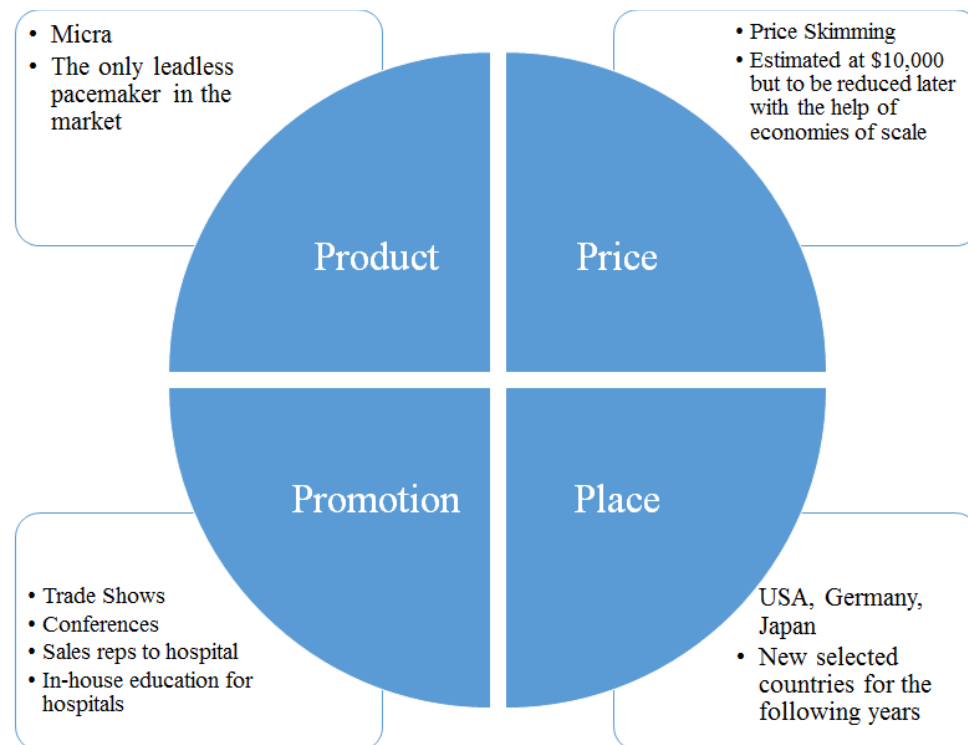 • Micra
• The only leadless
pacemaker in the
market
• Price Skimming
• Estimated at $10,000
but to be reduced later
with the help of
economies of scale
Product
Price
Promotion
Place
• Trade Shows
• Conferences
• Sales reps to hospital
• In-house education for
hospitals
USA, Germany,
Japan
• New selected
countries for the
following years